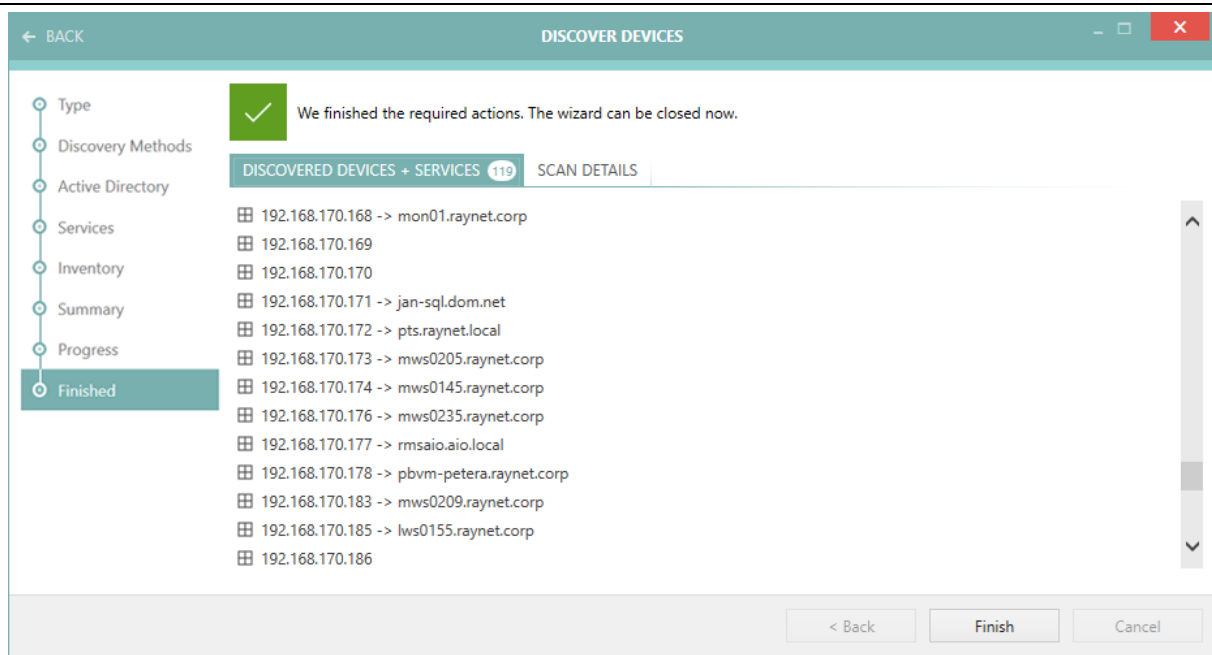 ← BACK
DISCOVER DEVICES
Type
Discovery Methods
Active Directory
Services
Inventory
Summary
Progress
Finished
We finished the required actions. The wizard can be closed now.
DISCOVERED DEVICES + SERVICES 119 SCAN DETAILS
192.168.170.168 -> mon01.raynet.corp
192.168.170.169
192.168.170.170
192.168.170.171 -> jan-sql.dom.net
192.168.170.172 -> pts.raynet.local
192.168.170.173 -> mws0205.raynet.corp
192.168.170.174 -> mws0145.raynet.corp
192.168.170.176 -> mws0235.raynet.corp
192.168.170.177 -> rmsaio.aio.local
192.168.170.178 -> pbvm-petera.raynet.corp
192.168.170.183 -> mws0209.raynet.corp
192.168.170.185 -> lws0155.raynet.corp
192.168.170.186
< Back Finish Cancel